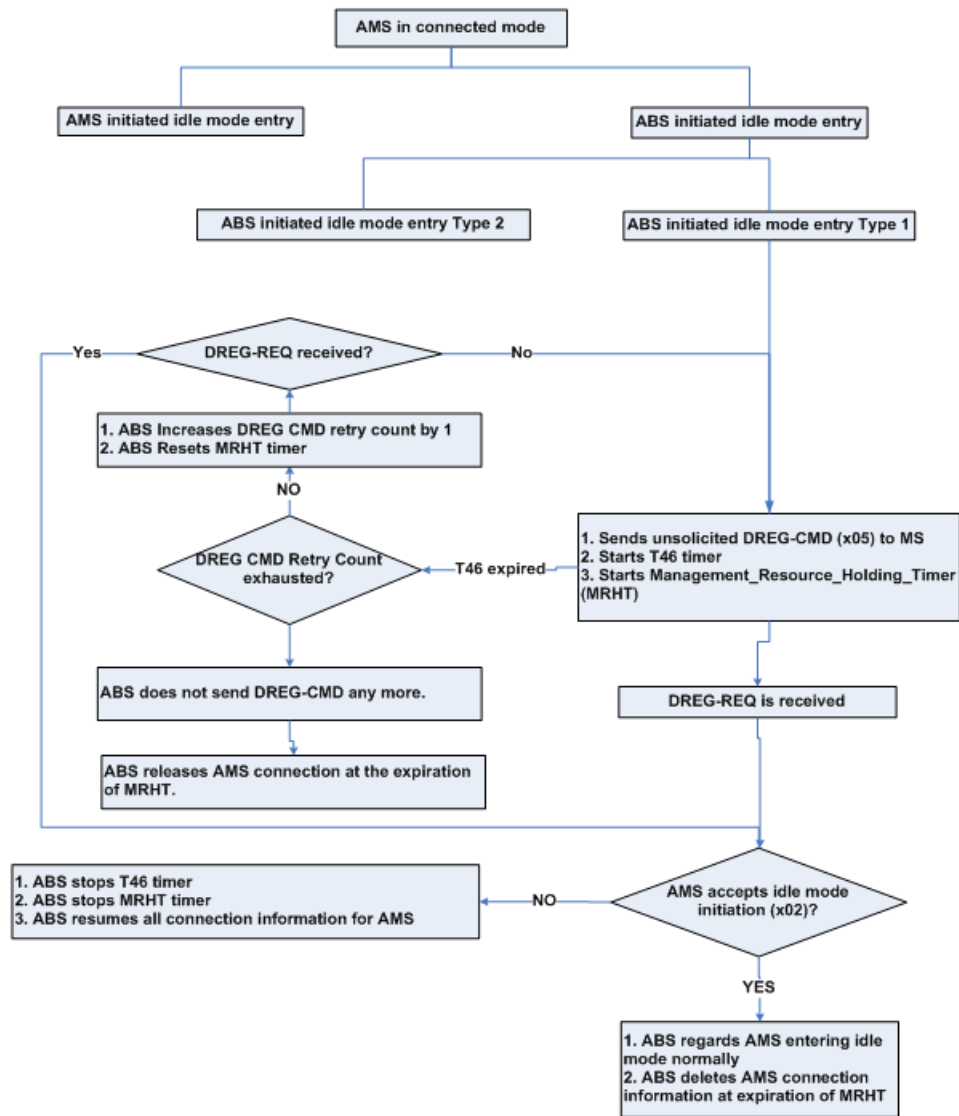 AMS in connected mode
AMS initiated idle mode entry
ABS initiated idle mode entry
ABS initiated idle mode entry Type 2
ABS initiated idle mode entry Type 1
Yes
DREG-REQ received?
No
1. ABS Increases DREG CMD retry count by 1
2. ABS Resets MRHT timer
NO
DREG CMD Retry Count
exhausted?
T46 expired
1. Sends unsolicited DREG-CMD (x05) to MS
2. Starts T46 timer
3. Starts Management_Resource_Holding_Timer
(MRHT)
ABS does not send DREG-CMD any more.
DREG-REQ is received
ABS releases AMS connection at the expiration
of MRHT.
1. ABS stops T46 timer
2. ABS stops MRHT timer
3. ABS resumes all connection information for AMS
NO
AMS accepts idle mode
initiation (x02)?
YES
1. ABS regards AMS entering idle
mode normally
2. ABS deletes AMS connection
information at expiration of MRHT